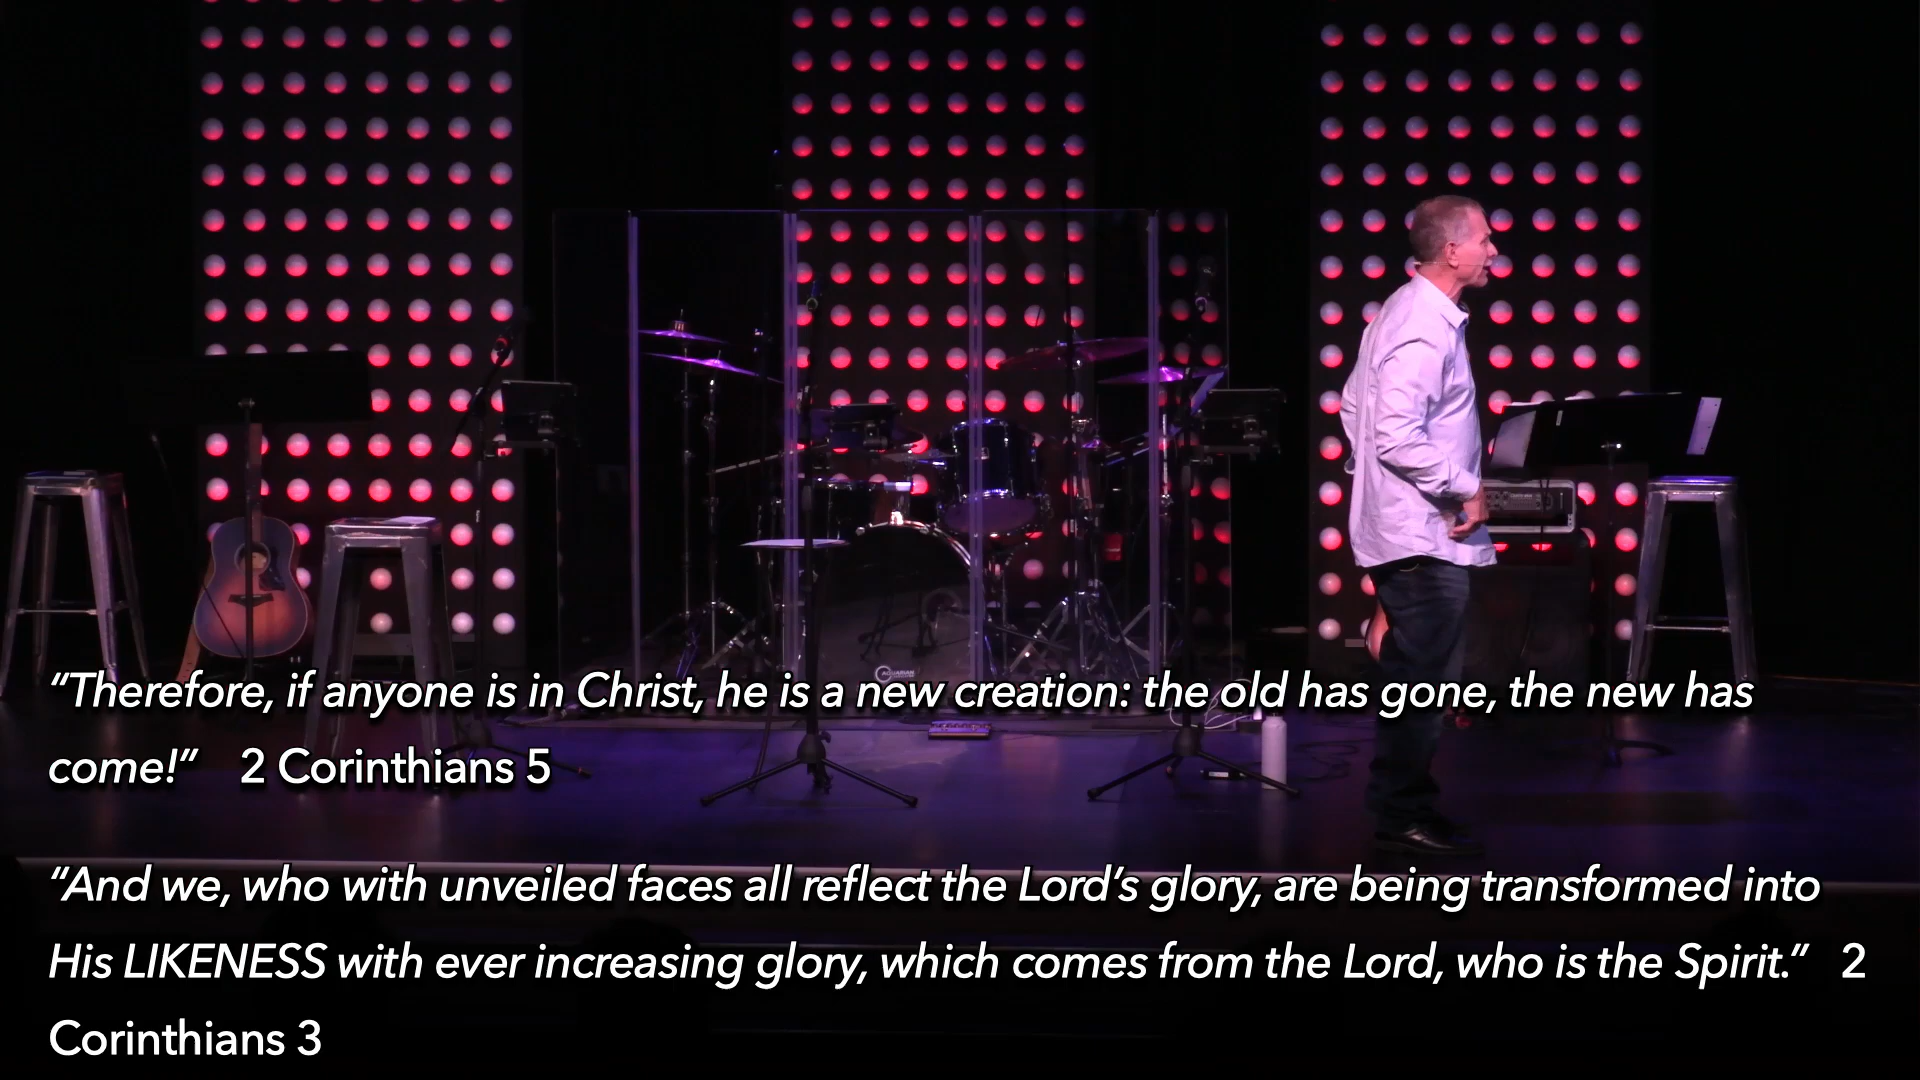 AQUARIAN
“Therefore, if anyone is in Christ, he is a new creation: the old has gone, the new has
come!” 2 Corinthians 5
“And we, who with unveiled faces all reflect the Lord’s glory, are being transformed into
His LIKENESS with ever increasing glory, which comes from the Lord, who is the Spirit.” 2
Corinthians 3